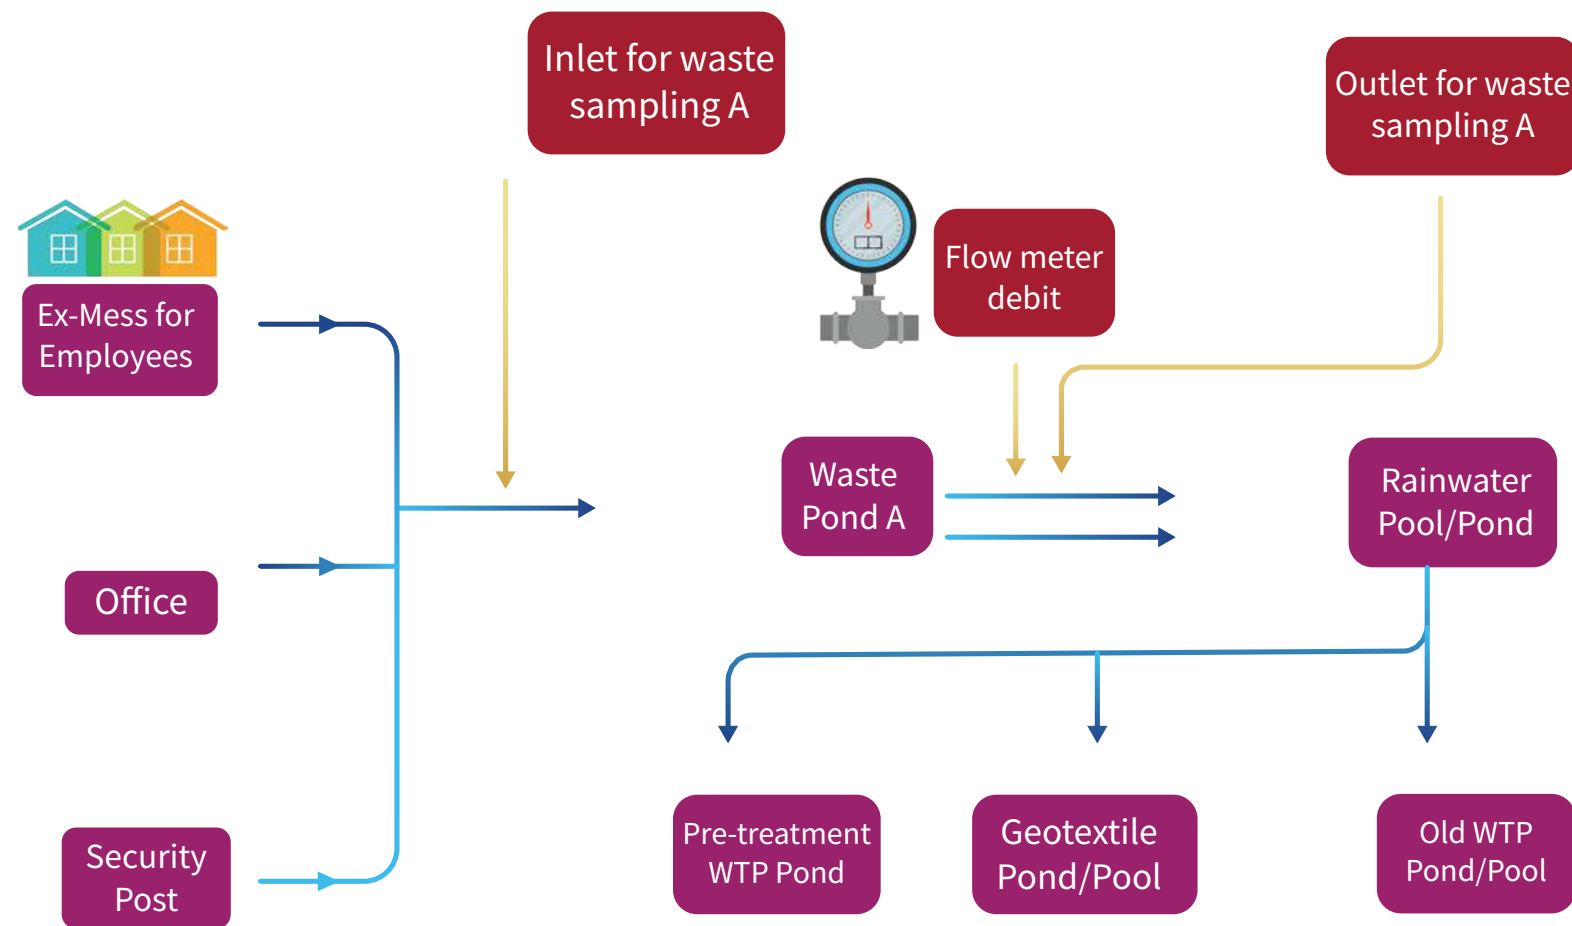 Inlet for waste
sampling A
Outlet for waste
sampling A
Flow meter
debit
Ex-Mess for
Employees
Waste
Pond A
Rainwater
Pool/Pond
Office
Security
Post
Pre-treatment
WTP Pond
Geotextile
Pond/Pool
Old WTP
Pond/Pool